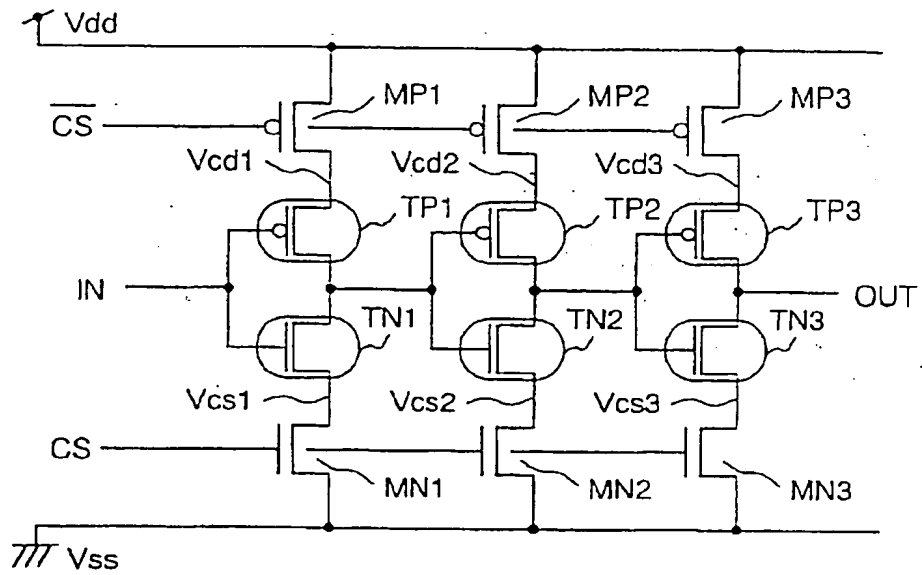 Vdd
MP1 MP2 MP3
C̅S̅
Vcd1 Vcd2 Vcd3
TP1 TP2 TP3
IN OUT
TN1 TN2 TN3
Vcs1 Vcs2 Vcs3
CS
MN1 MN2 MN3
Vss